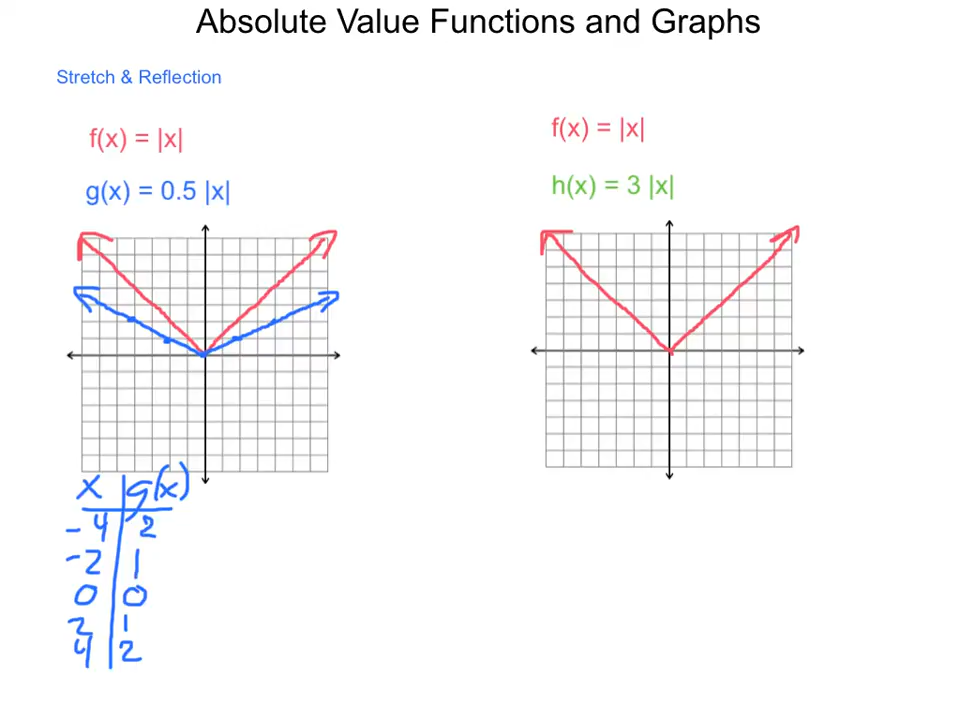 Absolute Value Functions and Graphs
Stretch & Reflection
f(x) = |x|
g(x) = 0.5 |x|
x | g(x)
-4 | 2
-2 | 1
0 | 0
2 | 1
4 | 2
f(x) = |x|
h(x) = 3 |x|